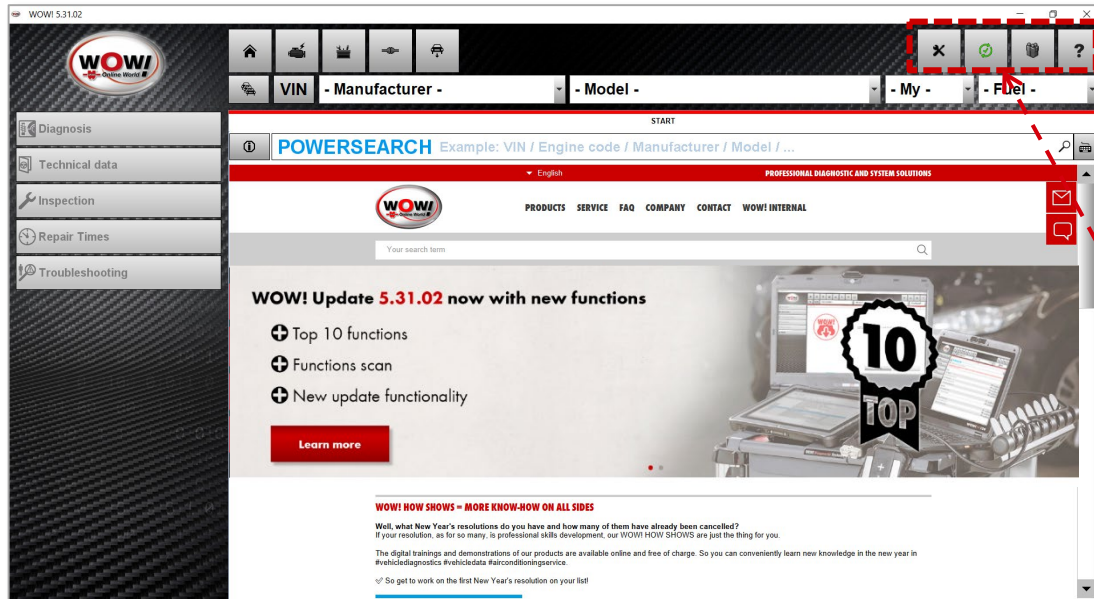 WOW! 5.31.02
WOW!
Online World
VIN
- Manufacturer -
- Model -
- My -
- Fuel -
?
Diagnosis
Technical data
Inspection
Repair Times
Troubleshooting
START
POWERSEARCH Example: VIN / Engine code / Manufacturer / Model / ...
English
PROFESSIONAL DIAGNOSTIC AND SYSTEM SOLUTIONS
WOW!
Online World
PRODUCTS SERVICE FAQ COMPANY CONTACT WOW! INTERNAL
Your search term
WOW! Update 5.31.02 now with new functions
Top 10 functions
Functions scan
New update functionality
Learn more
10
TOP
WOW! HOW SHOWS = MORE KNOW-HOW ON ALL SIDES
Well, what New Year's resolutions do you have and how many of them have already been cancelled?
If your resolution, as for so many, is professional skills development, our WOW! HOW SHOWS are just the thing for you.
The digital trainings and demonstrations of our products are available online and free of charge. So you can conveniently learn new knowledge in the new year in
#vehiclediagnostics #vehicledata #airconditioningservice.
So get to work on the first New Year's resolution on your list!